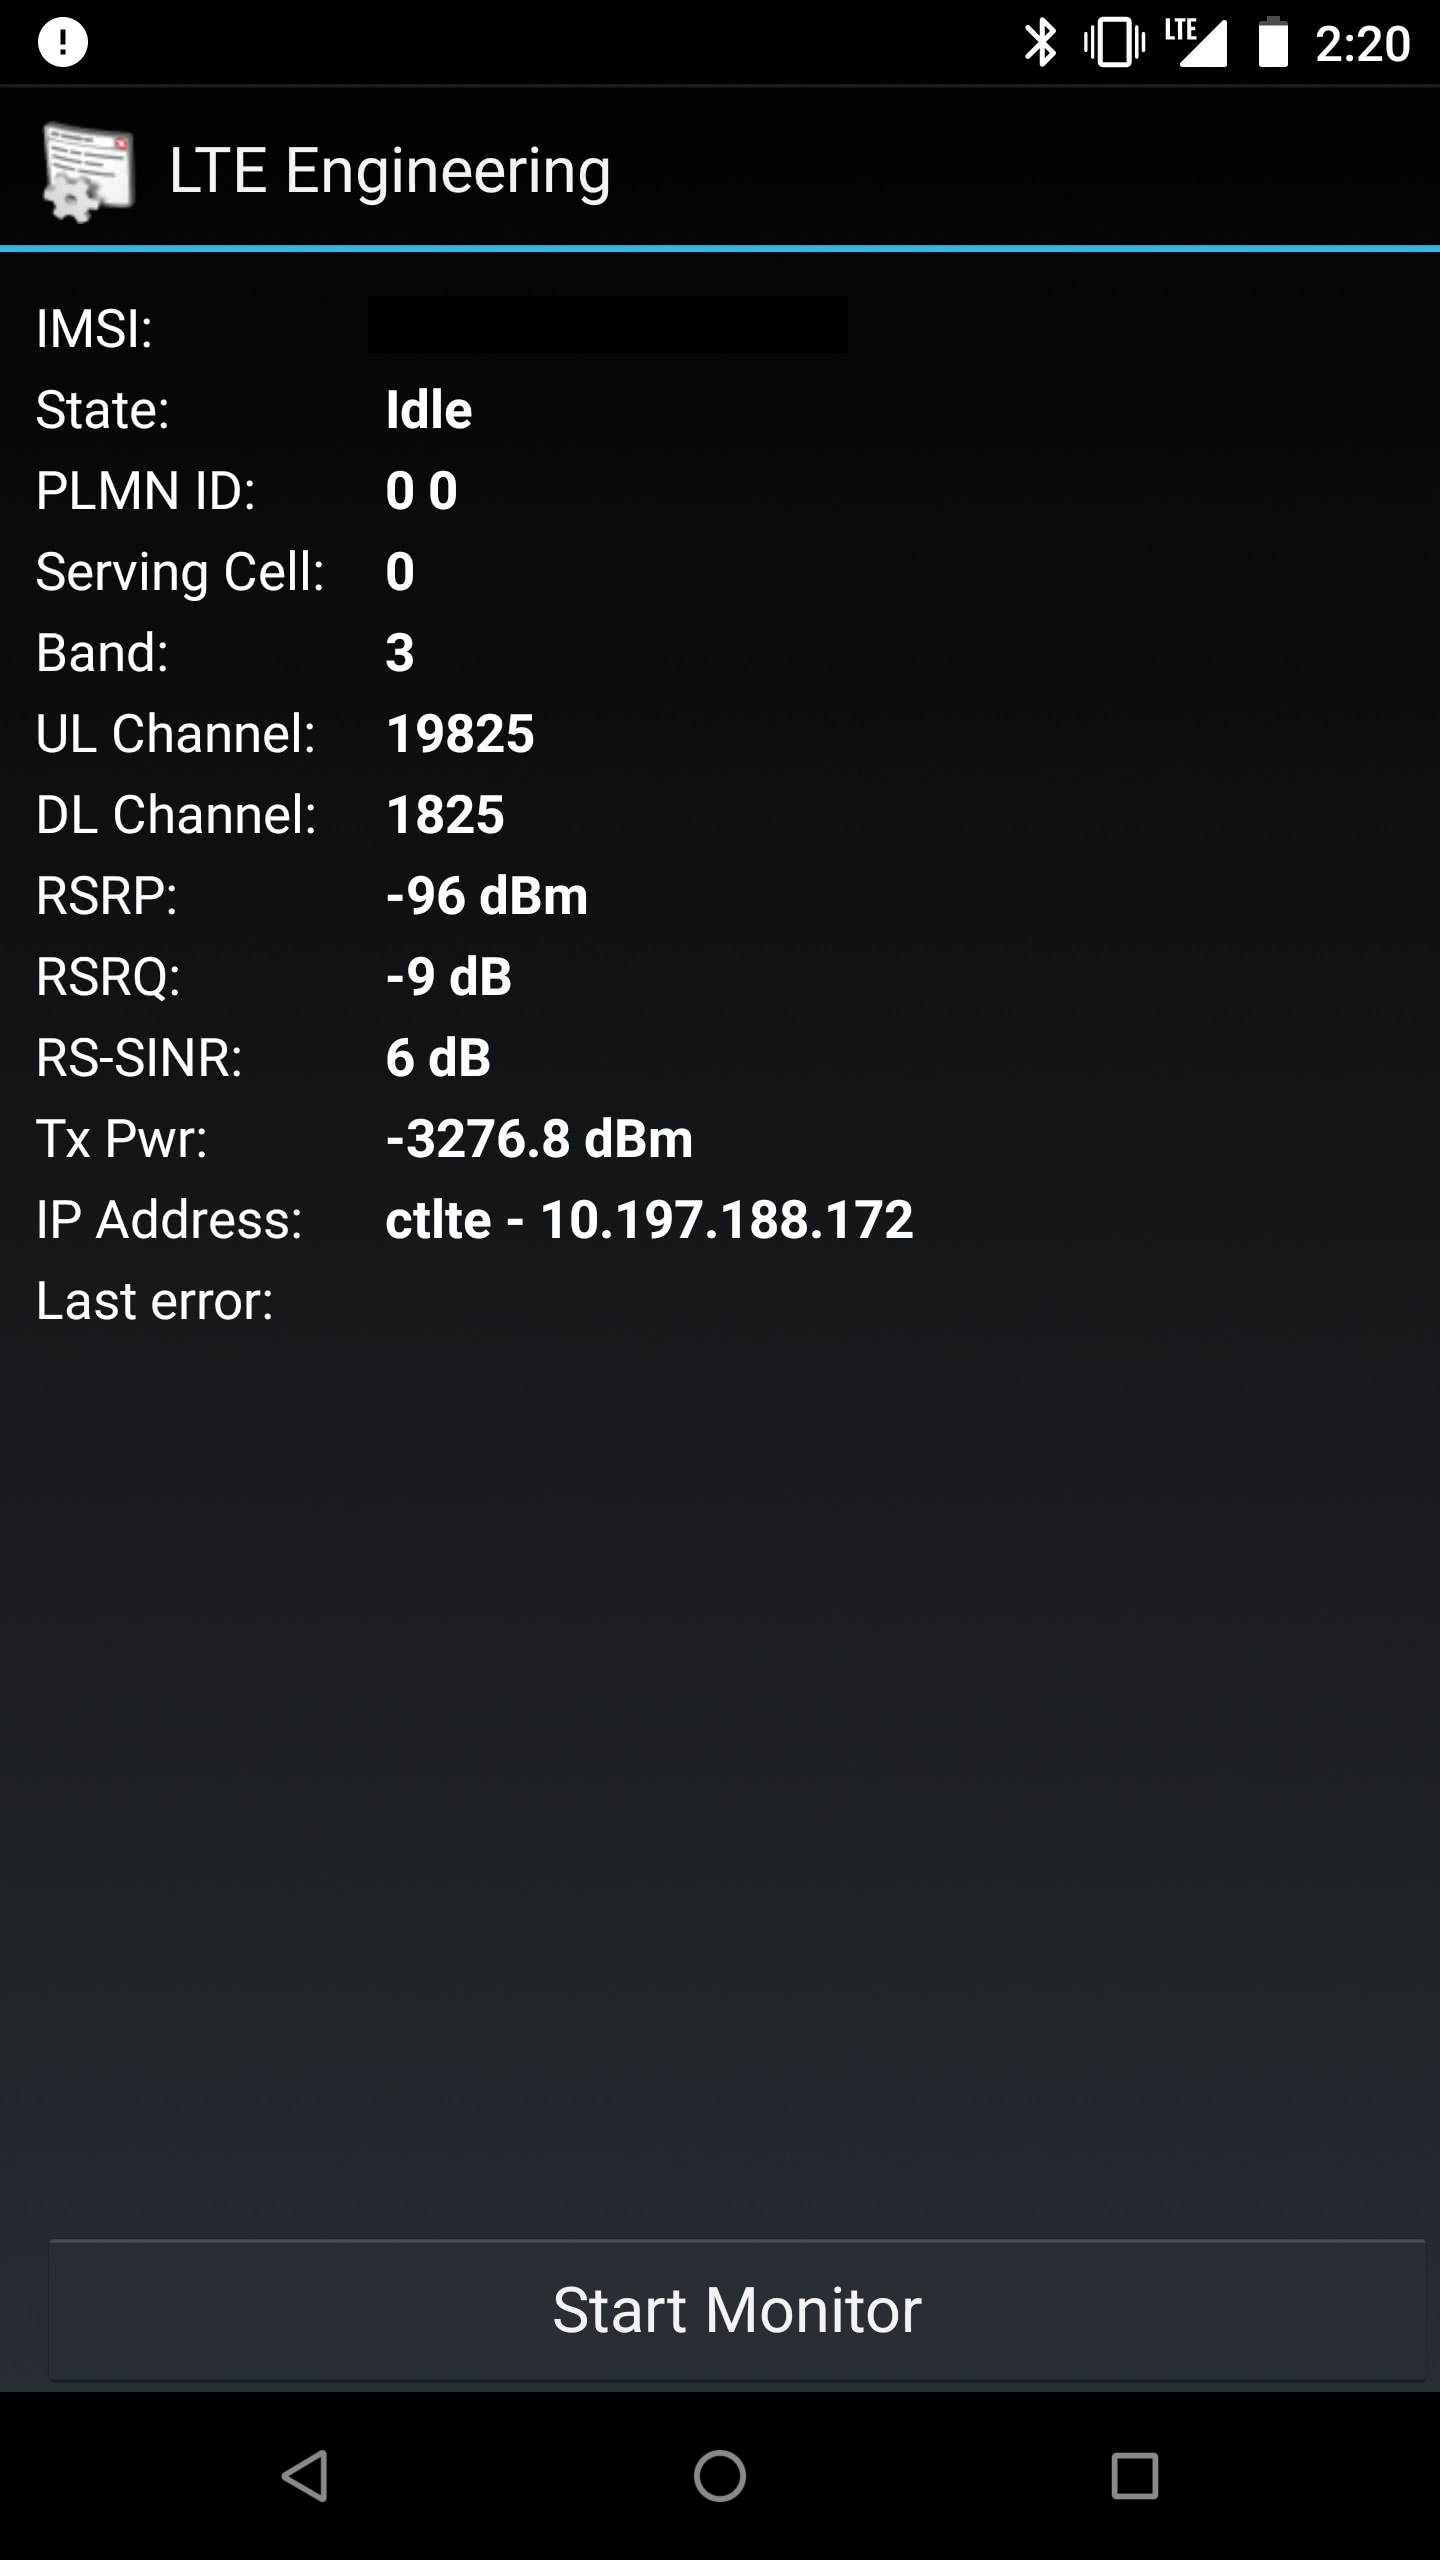 LTE 2:20
LTE Engineering
IMSI:
State: Idle
PLMN ID: 0 0
Serving Cell: 0
Band: 3
UL Channel: 19825
DL Channel: 1825
RSRP: -96 dBm
RSRQ: -9 dB
RS-SINR: 6 dB
Tx Pwr: -3276.8 dBm
IP Address: ctlte - 10.197.188.172
Last error:
Start Monitor